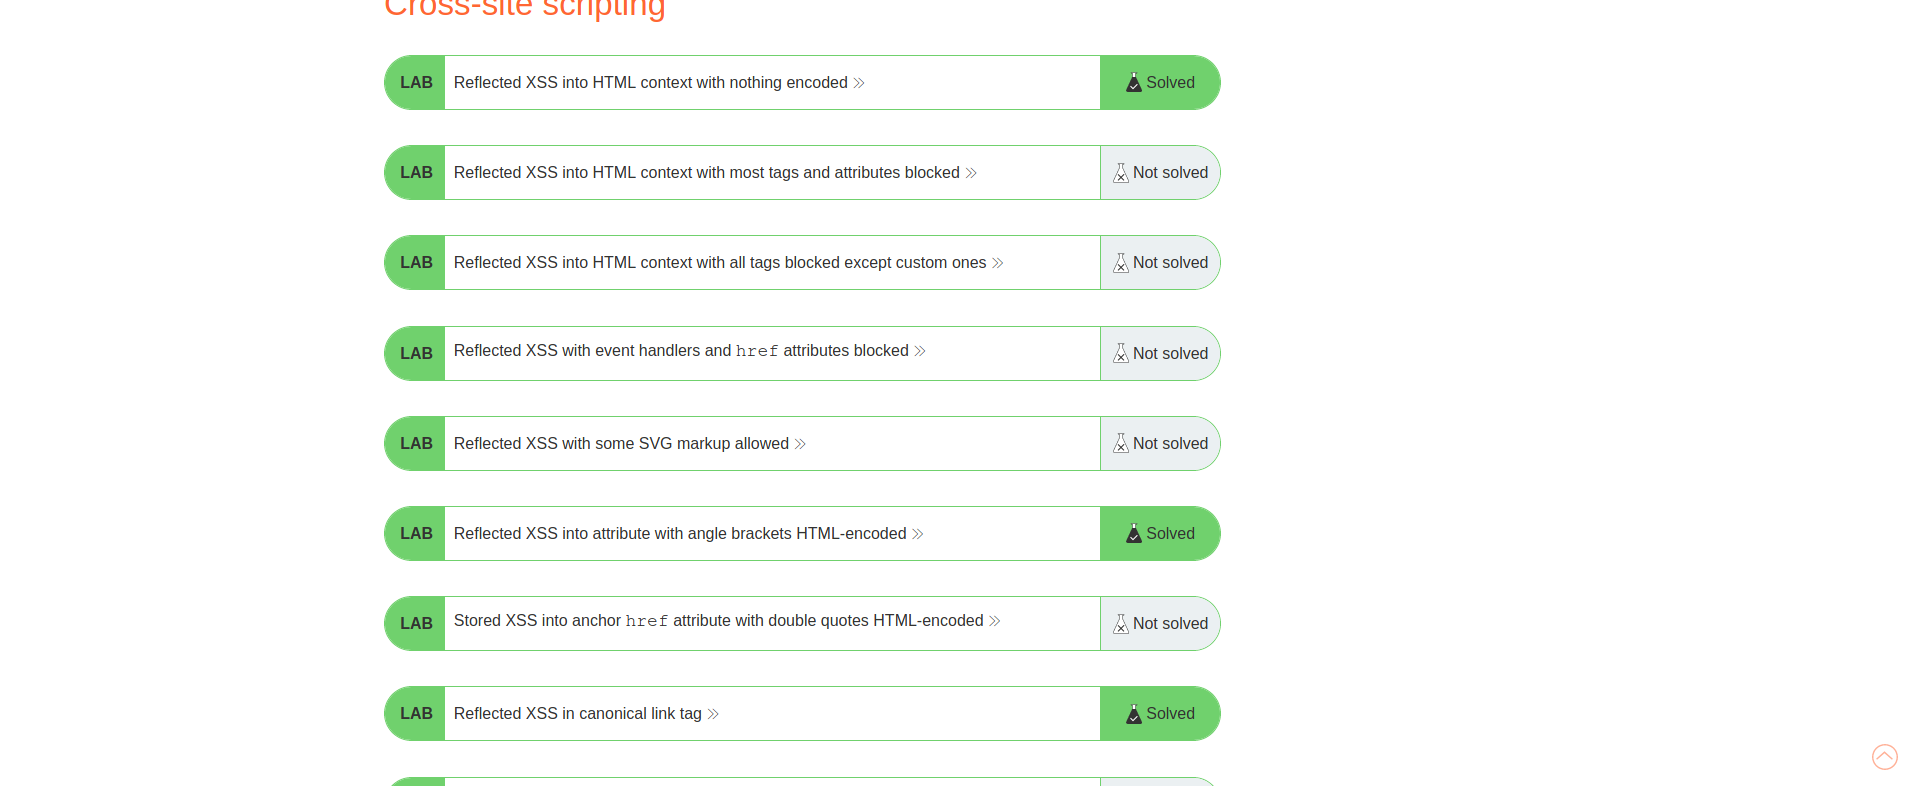 Cross-site scripting
LAB Reflected XSS into HTML context with nothing encoded Solved
LAB Reflected XSS into HTML context with most tags and attributes blocked Not solved
LAB Reflected XSS into HTML context with all tags blocked except custom ones Not solved
LAB Reflected XSS with event handlers and href attributes blocked Not solved
LAB Reflected XSS with some SVG markup allowed Not solved
LAB Reflected XSS into attribute with angle brackets HTML-encoded Solved
LAB Stored XSS into anchor href attribute with double quotes HTML-encoded Not solved
LAB Reflected XSS in canonical link tag Solved